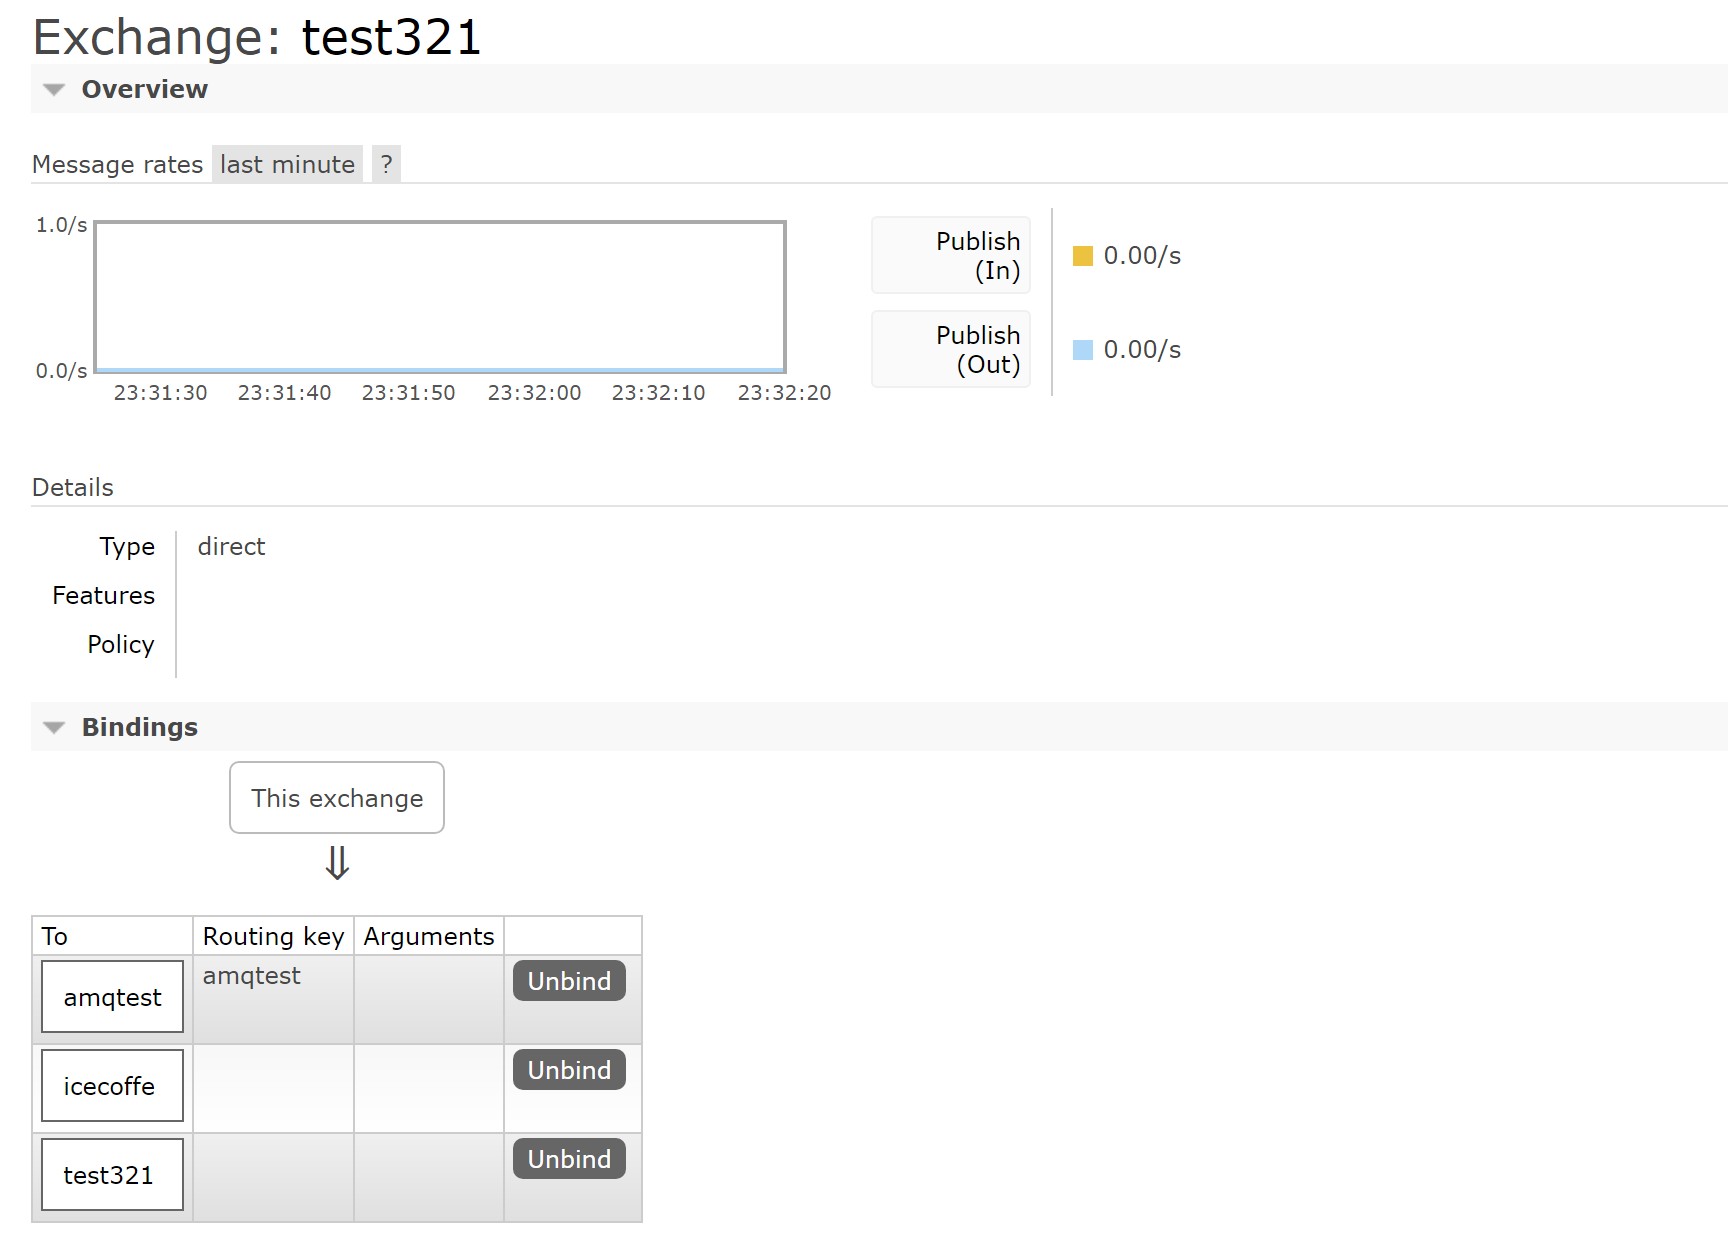 Exchange: test321
Overview
Message rates last minute ?
1.0/s
0.0/s
23:31:30 23:31:40 23:31:50 23:32:00 23:32:10 23:32:20
Publish
(In)
0.00/s
Publish
(Out)
0.00/s
Details
Type direct
Features
Policy
Bindings
This exchange
⇓
To Routing key Arguments
amqtest amqtest Unbind
icecoffe Unbind
test321 Unbind